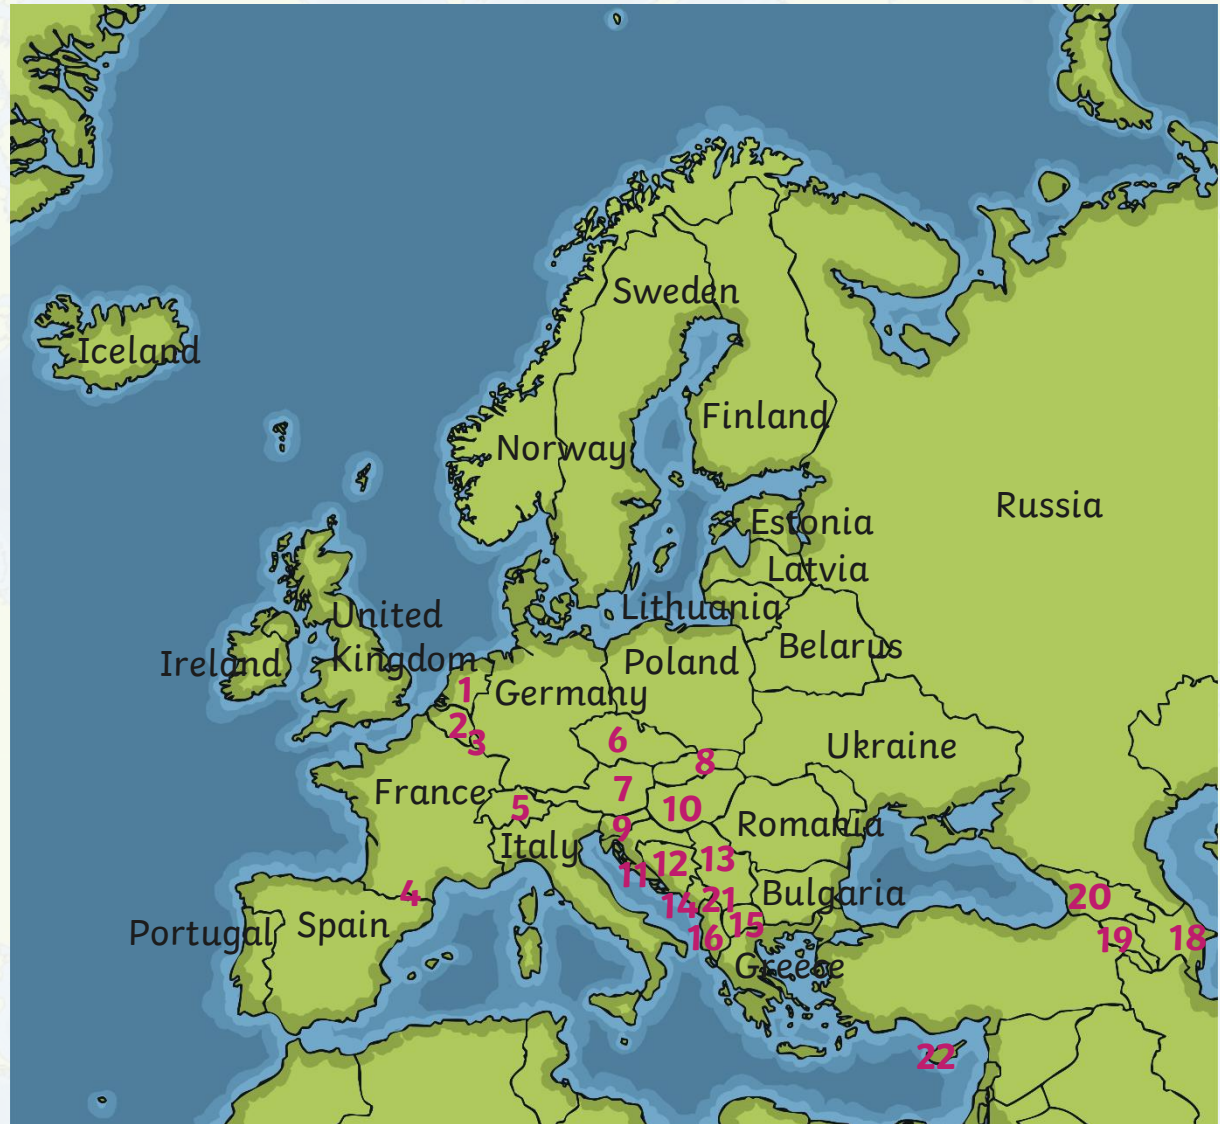 Sweden
Iceland
Finland
Norway
Russia
Estonia
Latvia
Lithuania
United
Kingdom
Belarus
Ireland
Poland
1
Germany
2
3
6
Ukraine
8
7
France
5
10
9
Romania
Italy
12
13
11
4
14
21
Bulgaria
20
Portugal
Spain
15
16
19
18
Greese
22